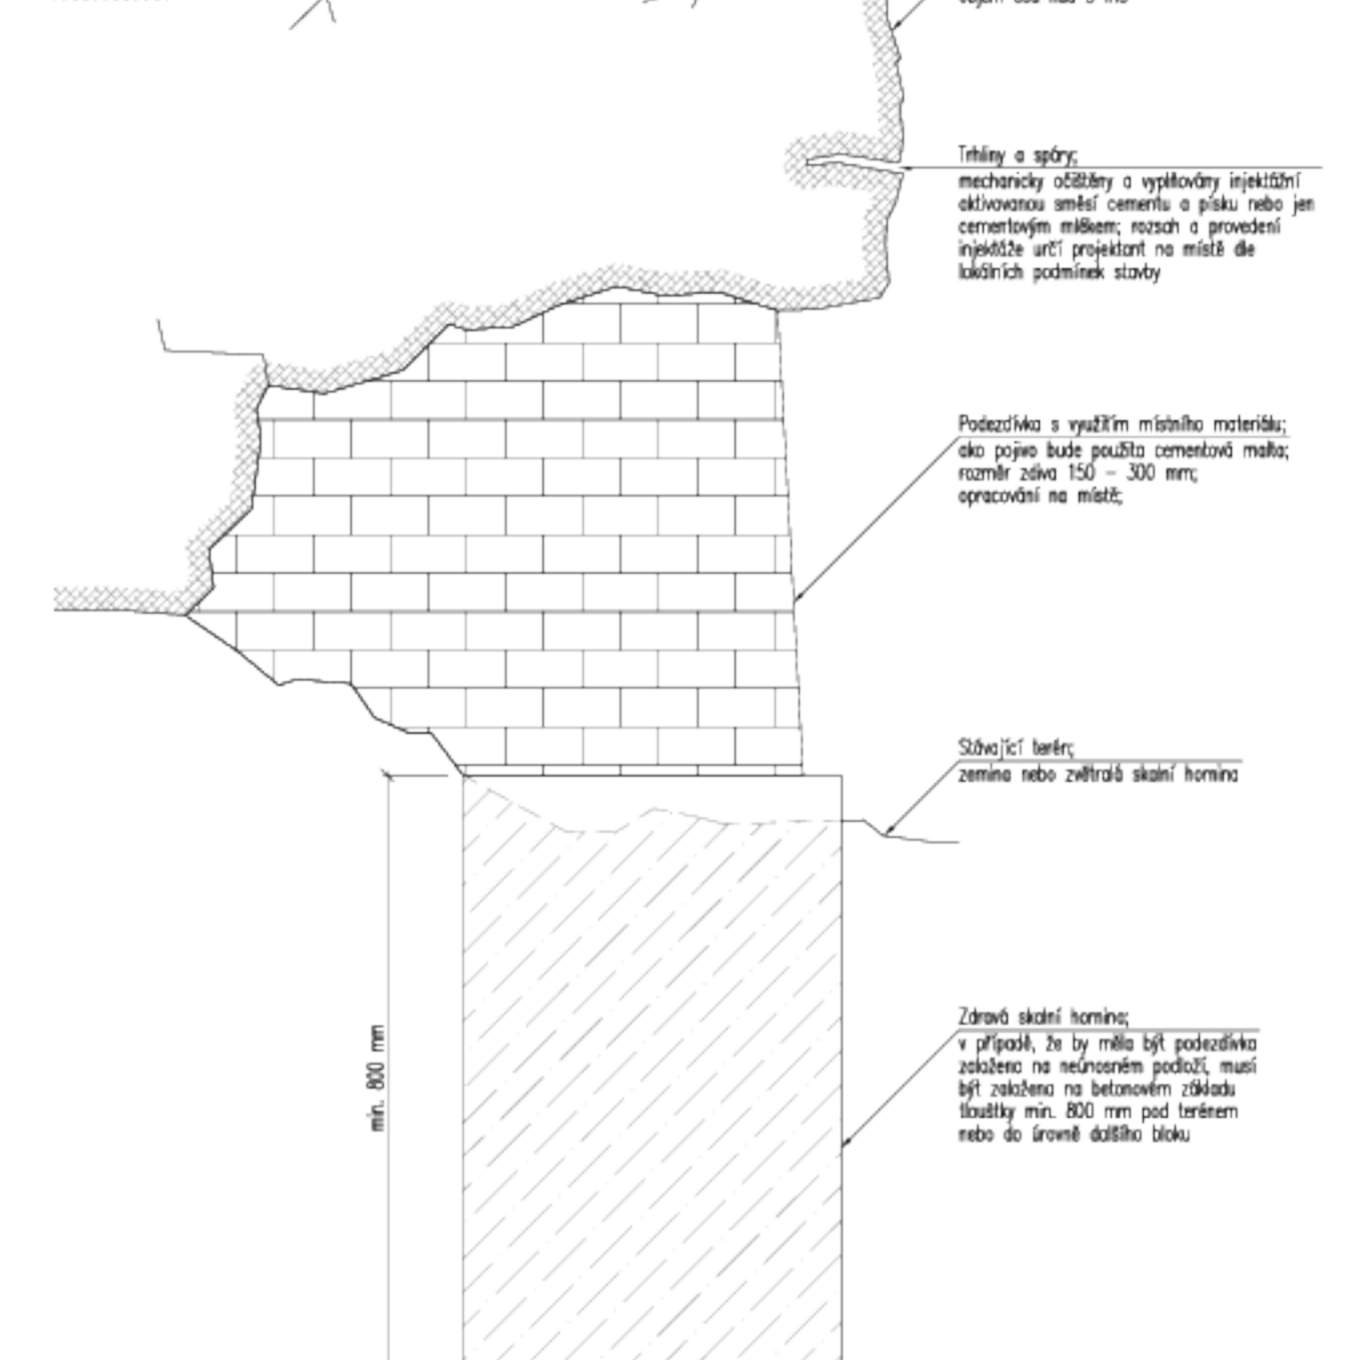 Trhliny a spáry;
mechanicky očištěny a vyplňovány injektážní
aktivovanou směsí cementu a písku nebo jen
cementovým mlékem; rozsah a provedení
injektáže určí projektant na místě dle
lokálních podmínek stavby
Podezdívka s využitím místního materiálu;
ako pojivo bude použita cementová malta;
rozměr zdiva 150 – 300 mm;
opracování na místě;
Stávající terén;
zemina nebo zvětralá skalní hornina
min. 800 mm
Zdravá skalní hornina;
v případě, že by měla být podezdívka
založena na neúnosném podloží, musí
být založena na betonovém základu
tloušťky min. 800 mm pod terénem
nebo do úrovně dalšího bloku